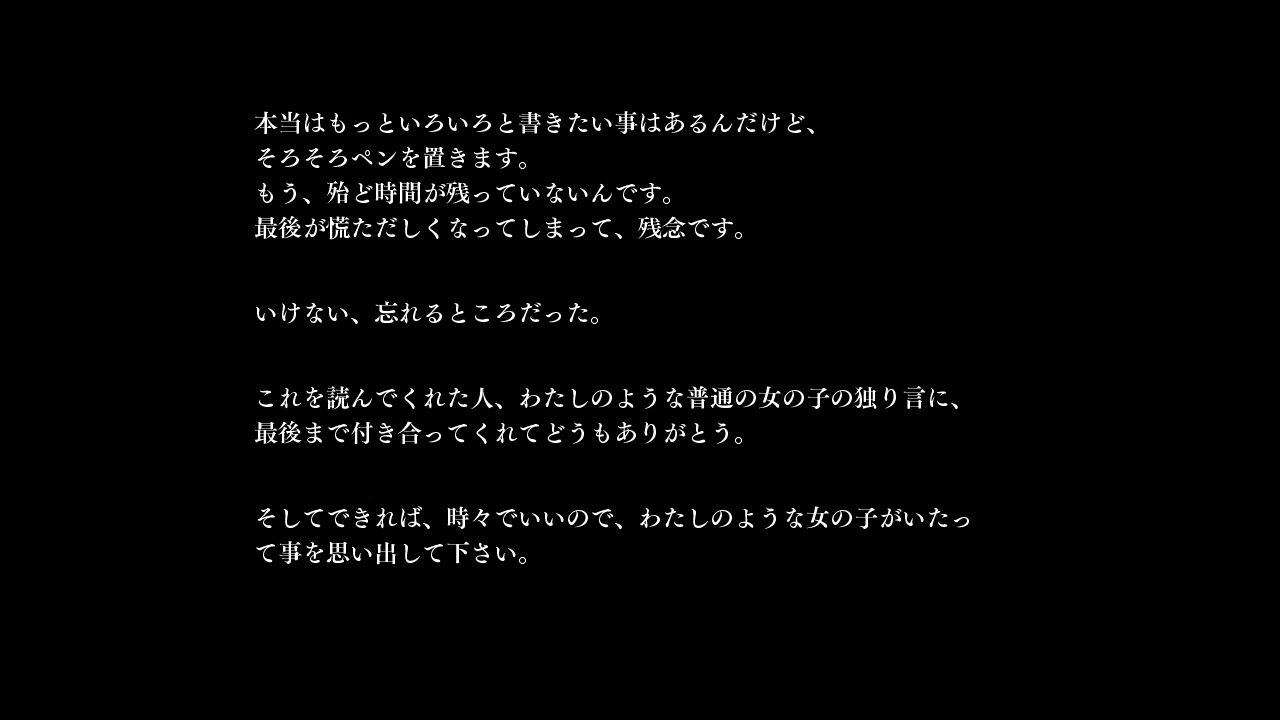 本当はもっといろいろと書きたい事はあるんだけど、
そろそろペンを置きます。
もう、殆ど時間が残っていないんです。
最後が慌ただしくなってしまって、残念です。
いけない、忘れるところだった。
これを読んでくれた人、わたしのような普通の女の子の独り言に、
最後まで付き合ってくれてどうもありがとう。
そしてできれば、時々でいいので、わたしのような女の子がいたっ
て事を思い出して下さい。